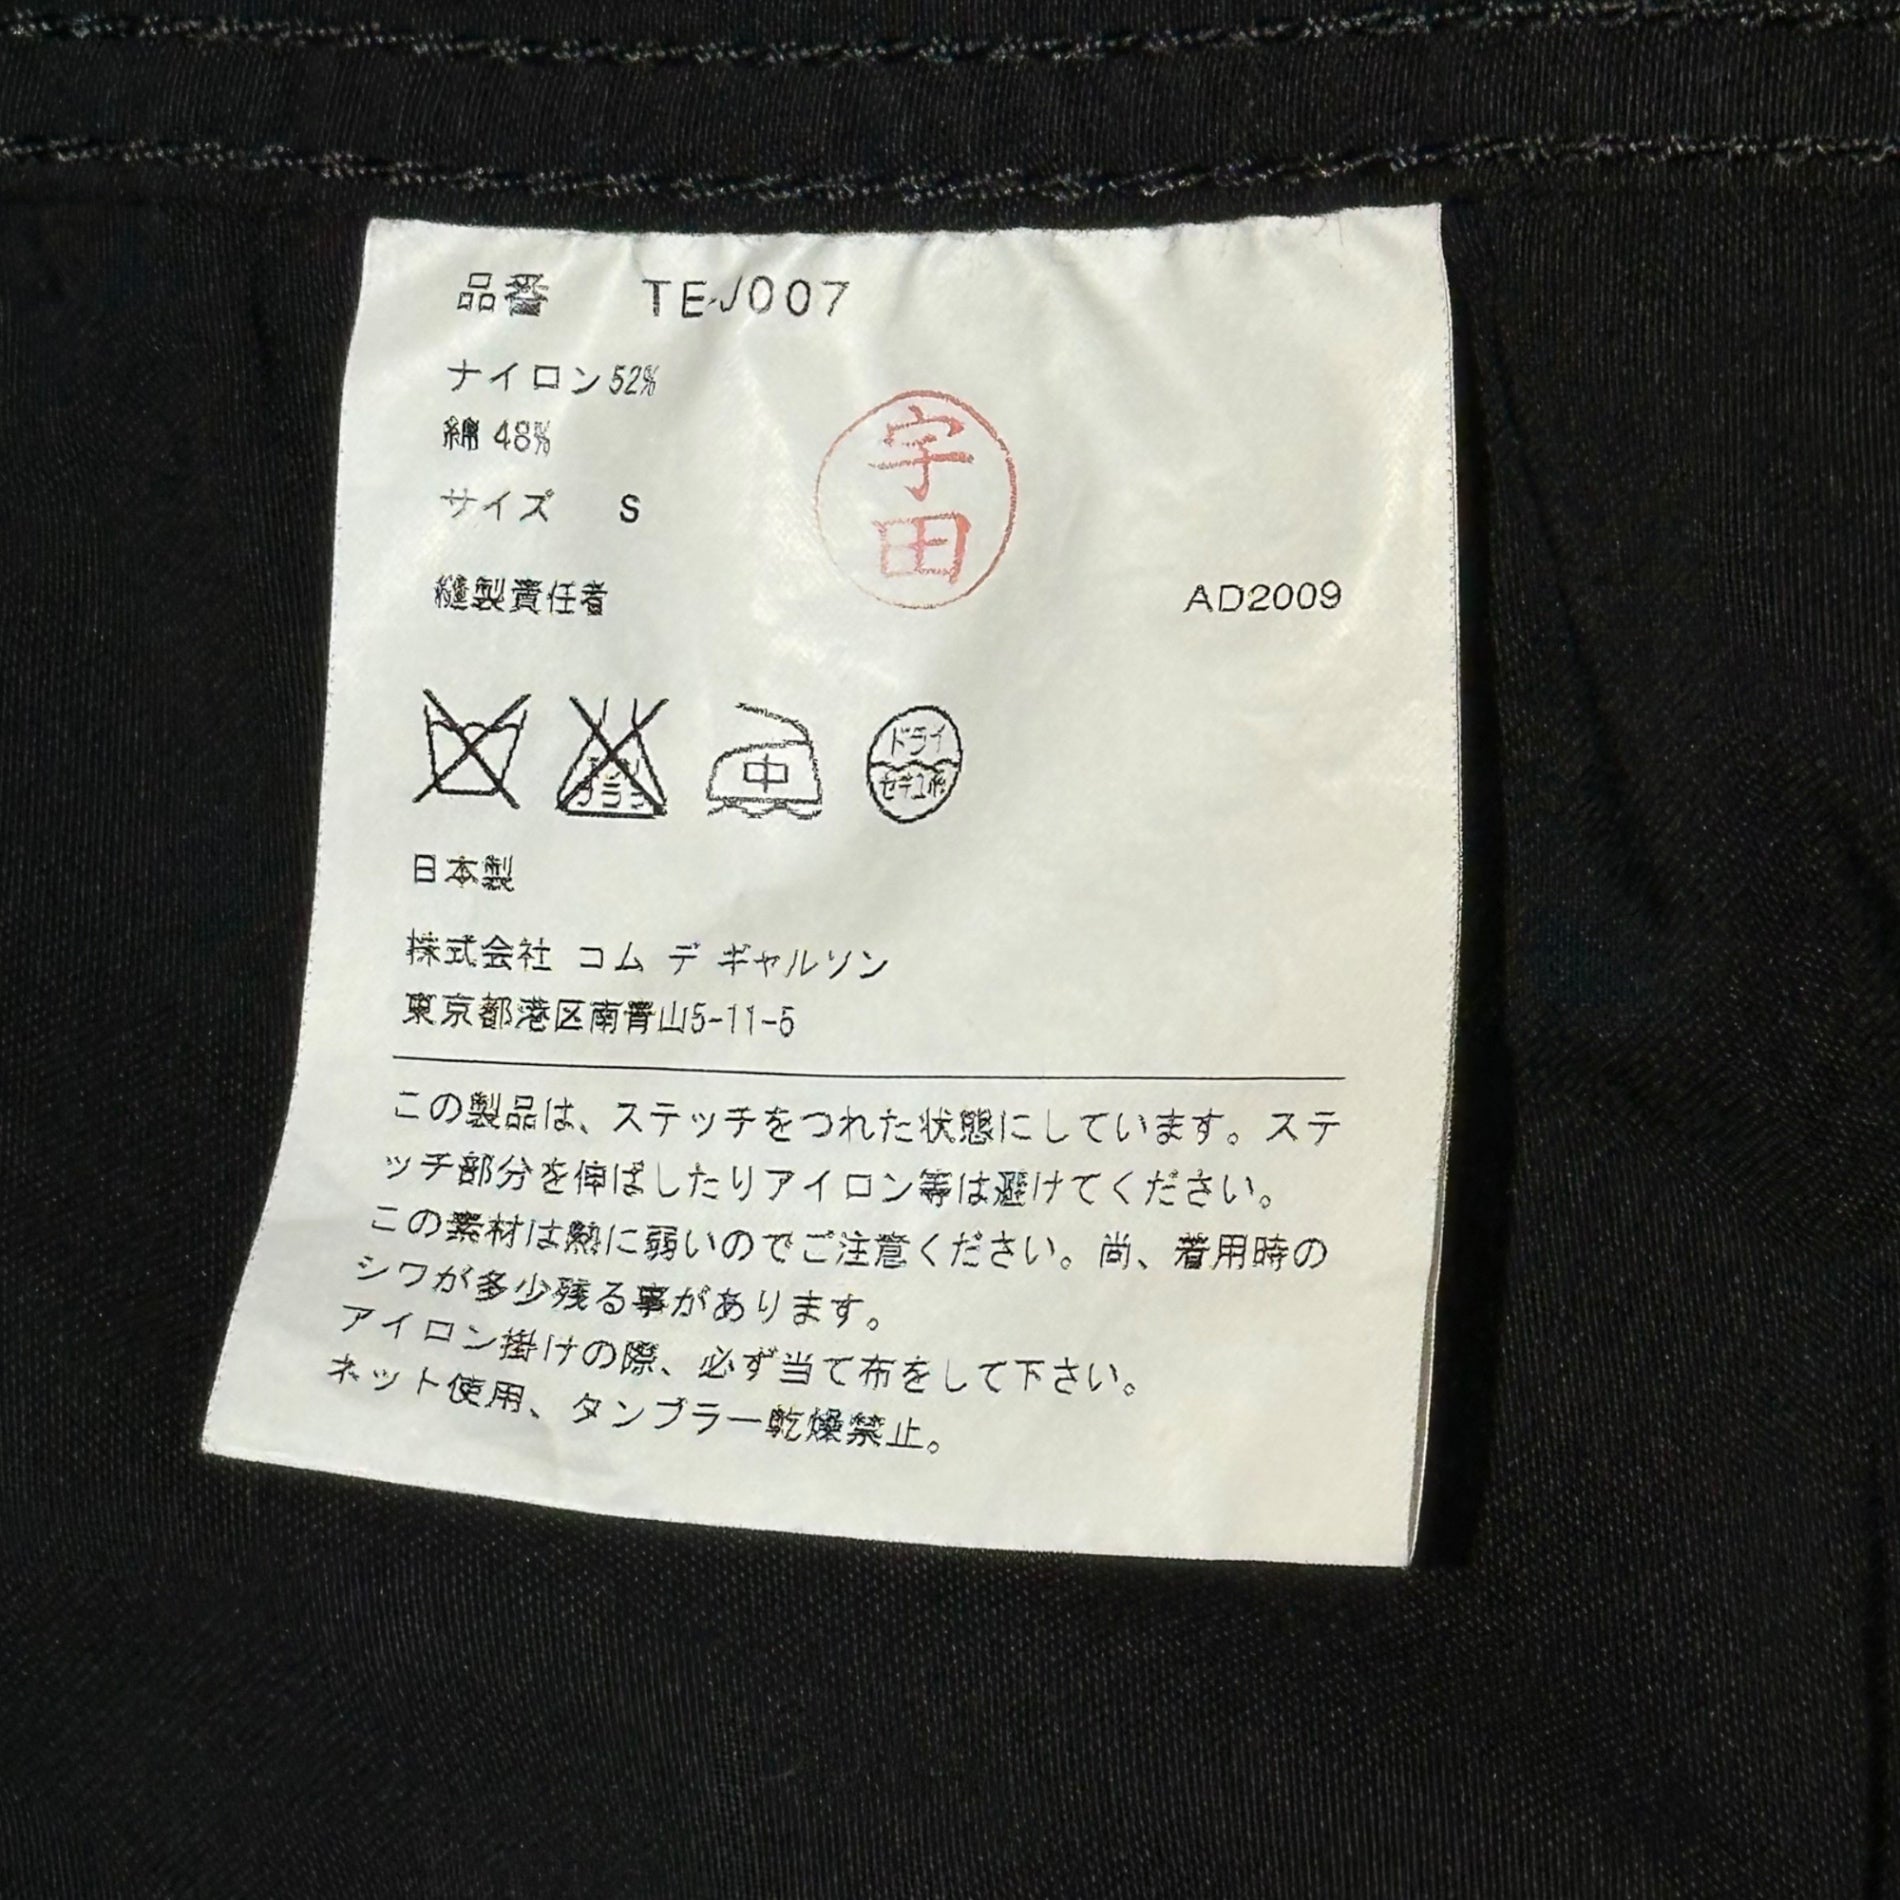 品番 TE-J007
ナイロン52%
綿 48%
サイズ S
宇田
縫製責任者
AD2009
中
ドライ
セキユ系
日本製
株式会社 コム デ ギャルソン
東京都港区南青山5-11-5
この製品は、ステッチをつれた状態にしています。ステ
ッチ部分を伸ばしたりアイロン等は避けてください。
この素材は熱に弱いのでご注意ください。尚、着用時の
シワが多少残る事があります。
アイロン掛けの際、必ず当て布をして下さい。
ネット使用、タンブラー乾燥禁止。